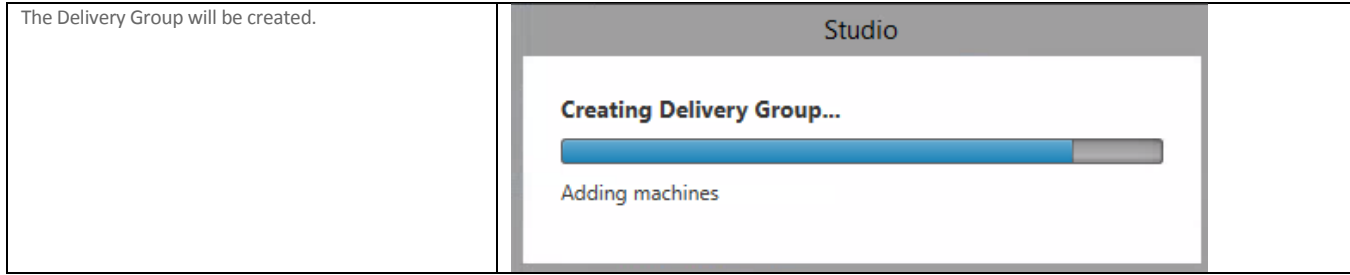 The Delivery Group will be created.
Studio
Creating Delivery Group...
Adding machines